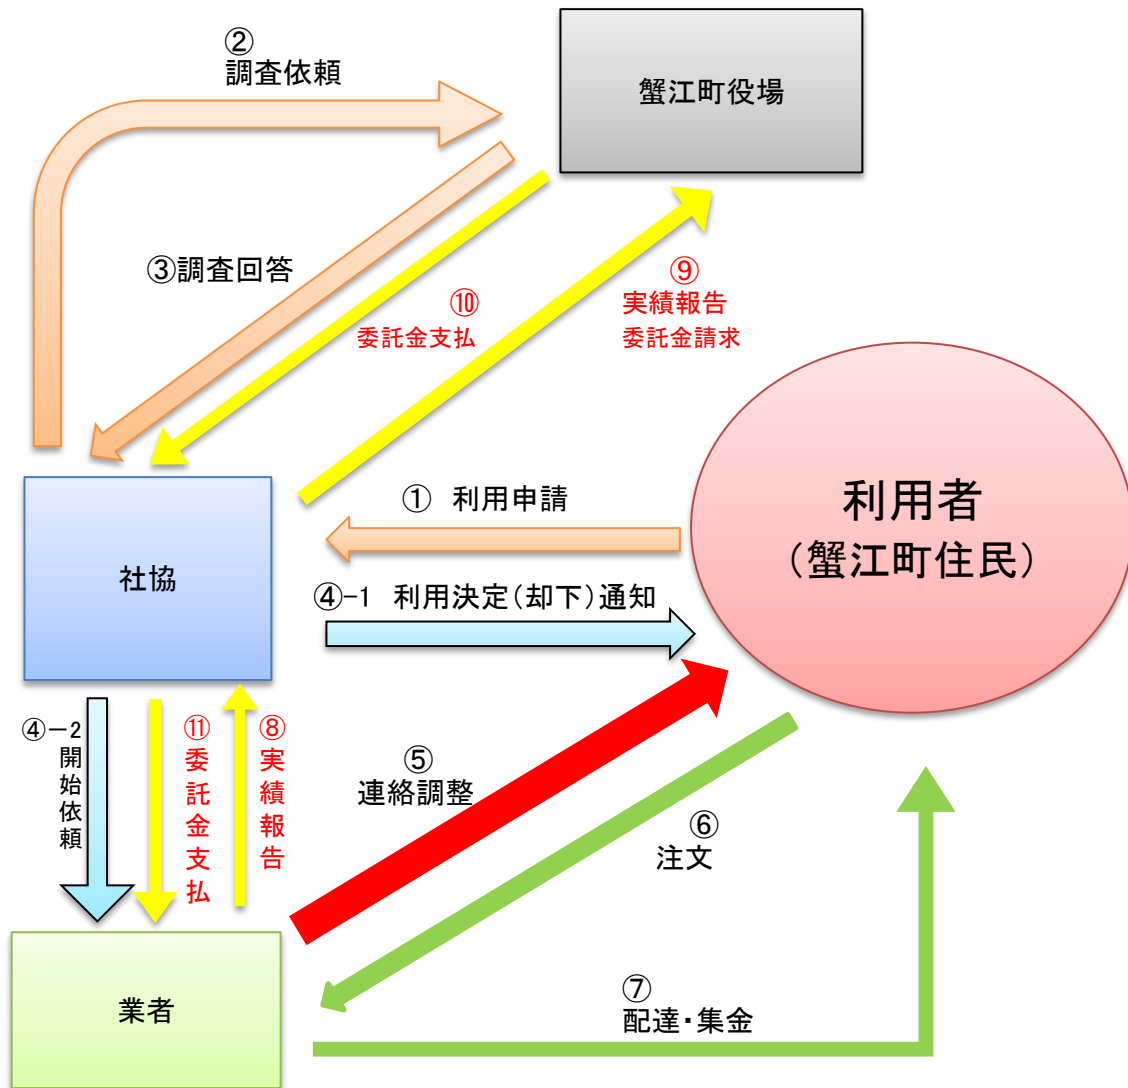 ②
調査依頼
蟹江町役場
③調査回答
⑩
委託金支払
⑨
実績報告
委託金請求
利用者
(蟹江町住民)
① 利用申請
社協
④-1 利用決定(却下)通知
④-2
開始依頼
⑪委託金支払
⑧実績報告
⑤
連絡調整
⑥
注文
⑦
配達・集金
業者